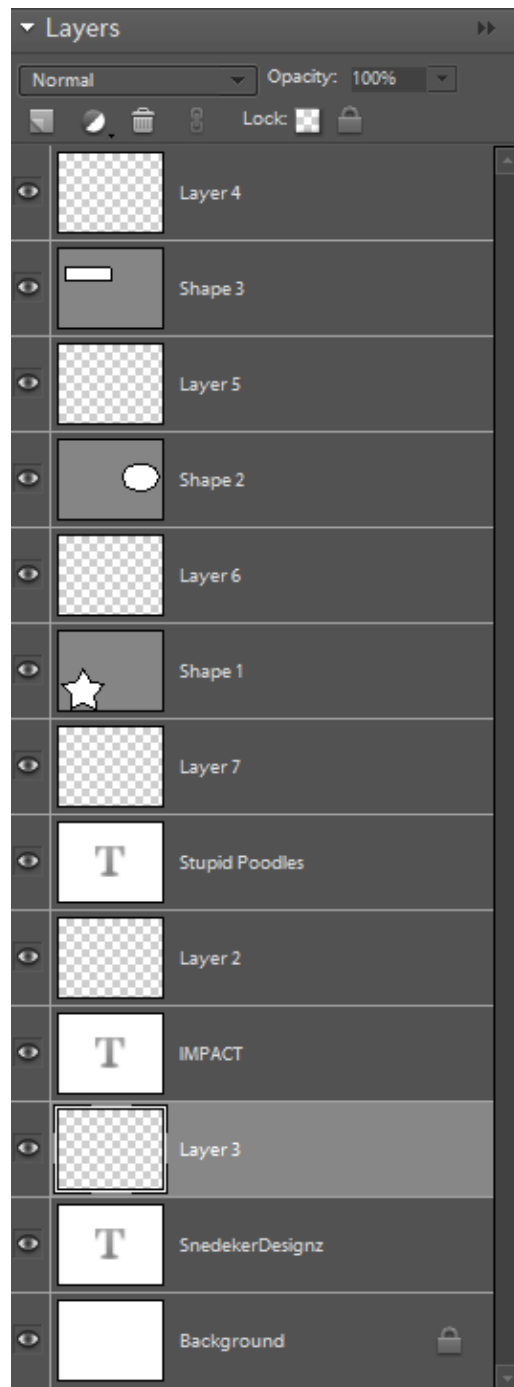 Layers
Normal Opacity: 100%
Lock:
Layer 4
Shape 3
Layer 5
Shape 2
Layer 6
Shape 1
Layer 7
T Stupid Poodles
Layer 2
T IMPACT
Layer 3
T SnedekerDesignz
Background